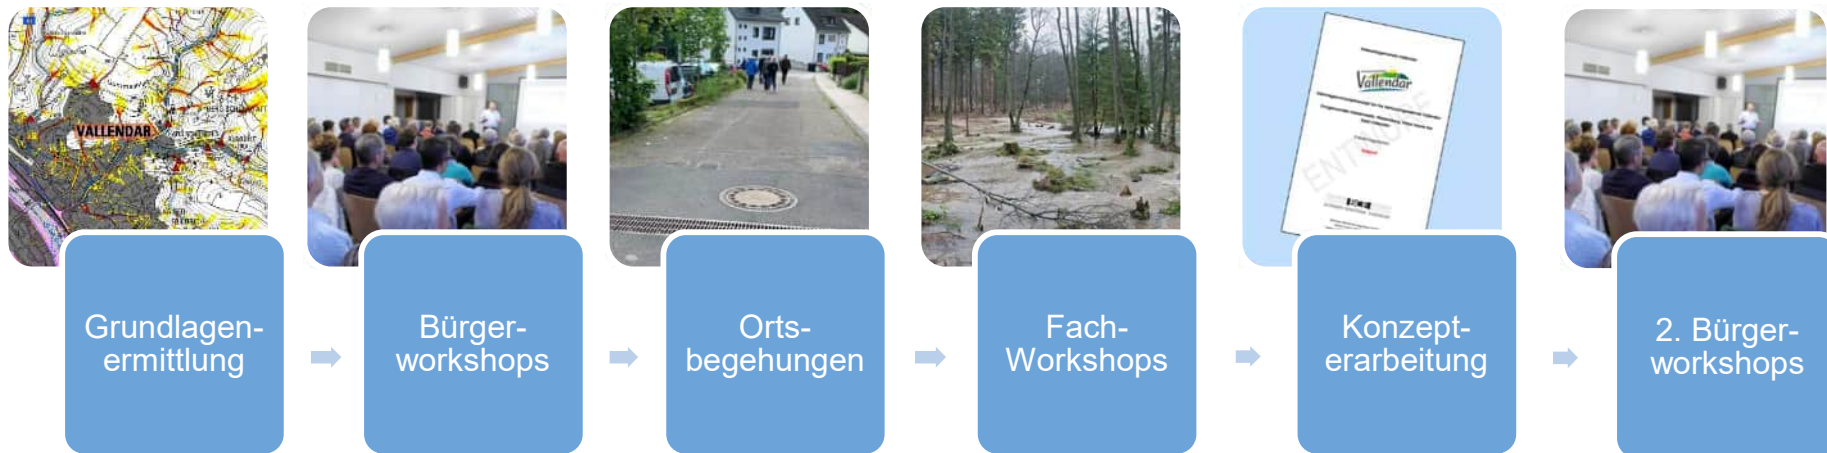 VALLENDAR
Vallendar
ENTWURF
Grundlagen-
ermittlung
Bürger-
workshops
Orts-
begehungen
Fach-
Workshops
Konzept-
erarbeitung
2. Bürger-
workshops